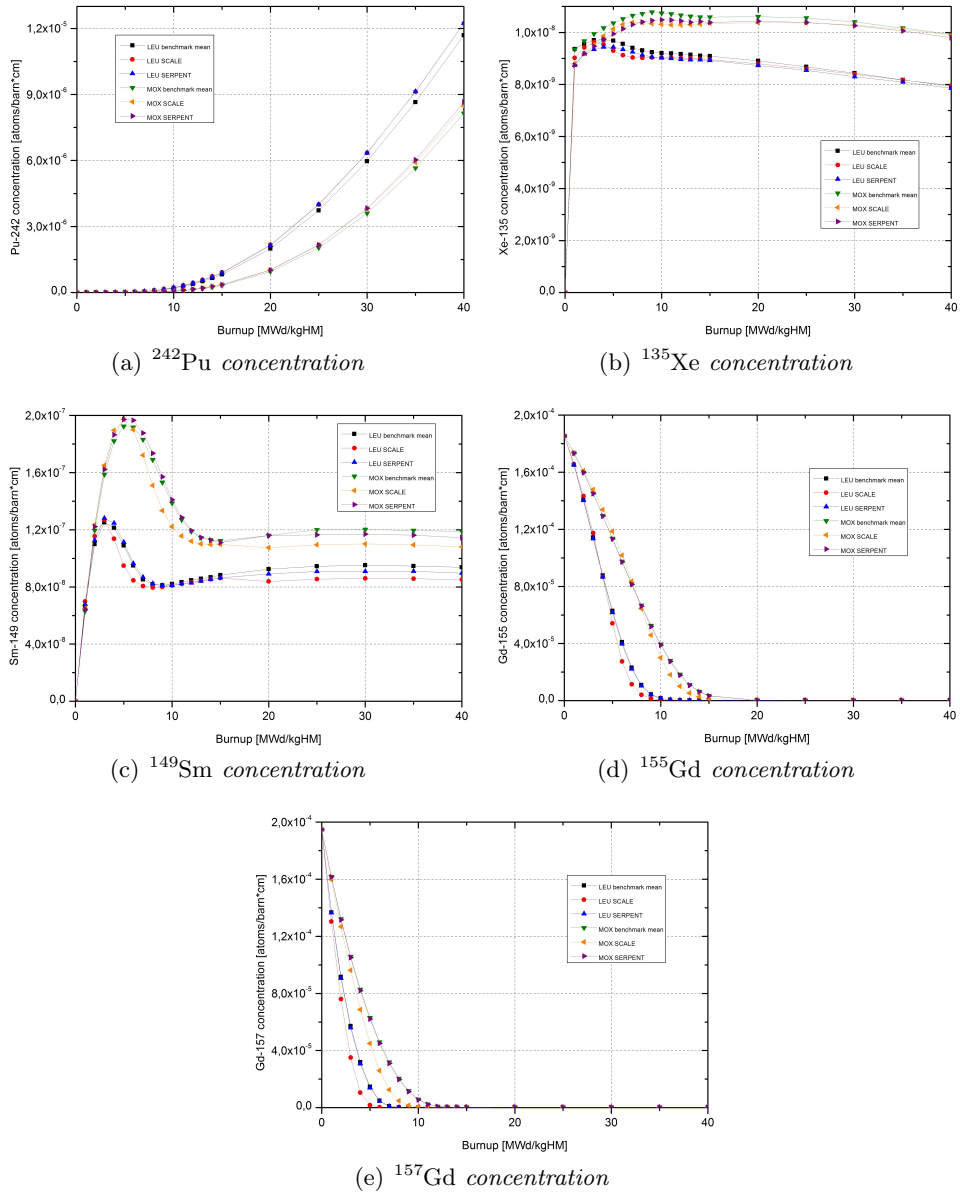 1,2x10⁻⁵
9,0x10⁻⁶
6,0x10⁻⁶
3,0x10⁻⁶
0,0
Pu-242 concentration [atoms/barn*cm]
LEU benchmark mean
LEU SCALE
LEU SERPENT
MOX benchmark mean
MOX SCALE
MOX SERPENT
0 10 20 30 40
Burnup [MWd/kgHM]
(a) ²⁴²Pu concentration
1,0x10⁻⁸
8,0x10⁻⁹
6,0x10⁻⁹
4,0x10⁻⁹
2,0x10⁻⁹
0,0
Xe-135 concentration [atoms/barn*cm]
LEU benchmark mean
LEU SCALE
LEU SERPENT
MOX benchmark mean
MOX SCALE
MOX SERPENT
0 10 20 30 40
Burnup [MWd/kgHM]
(b) ¹³⁵Xe concentration
2,0x10⁻⁷
1,6x10⁻⁷
1,2x10⁻⁷
8,0x10⁻⁸
4,0x10⁻⁸
0,0
Sm-149 concentration [atoms/barn*cm]
LEU benchmark mean
LEU SCALE
LEU SERPENT
MOX benchmark mean
MOX SCALE
MOX SERPENT
0 10 20 30 40
Burnup [MWd/kgHM]
(c) ¹⁴⁹Sm concentration
2,0x10⁻⁴
1,6x10⁻⁴
1,2x10⁻⁴
8,0x10⁻⁵
4,0x10⁻⁵
0,0
Gd-155 concentration [atoms/barn*cm]
LEU benchmark mean
LEU SCALE
LEU SERPENT
MOX benchmark mean
MOX SCALE
MOX SERPENT
0 10 20 30 40
Burnup [MWd/kgHM]
(d) ¹⁵⁵Gd concentration
2,0x10⁻⁴
1,6x10⁻⁴
1,2x10⁻⁴
8,0x10⁻⁵
4,0x10⁻⁵
0,0
Gd-157 concentration [atoms/barn*cm]
LEU benchmark mean
LEU SCALE
LEU SERPENT
MOX benchmark mean
MOX SCALE
MOX SERPENT
0 10 20 30 40
Burnup [MWd/kgHM]
(e) ¹⁵⁷Gd concentration